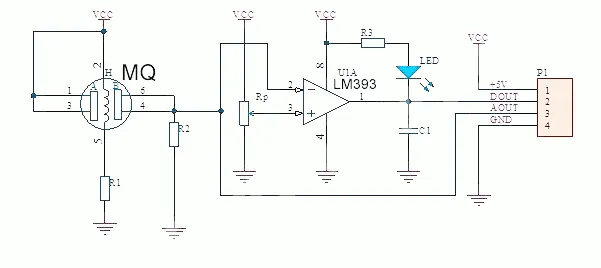 VCC
VCC
VCC
R3
VCC
2
H
MQ
8
U1A
LED
P1
1
A
B
6
2
LM393
+5V
1
3
4
Rp
3
1
DOUT
2
AOUT
3
R2
4
C1
GND
4
5
R1